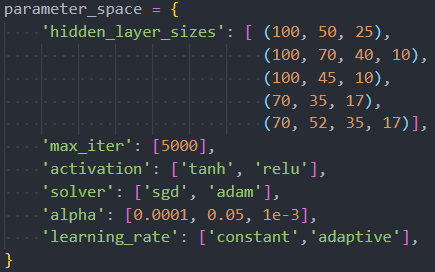 parameter_space = {
    'hidden_layer_sizes': [ (100, 50, 25),
                            (100, 70, 40, 10),
                            (100, 45, 10),
                            (70, 35, 17),
                            (70, 52, 35, 17)],
    'max_iter': [5000],
    'activation': ['tanh', 'relu'],
    'solver': ['sgd', 'adam'],
    'alpha': [0.0001, 0.05, 1e-3],
    'learning_rate': ['constant','adaptive'],
}